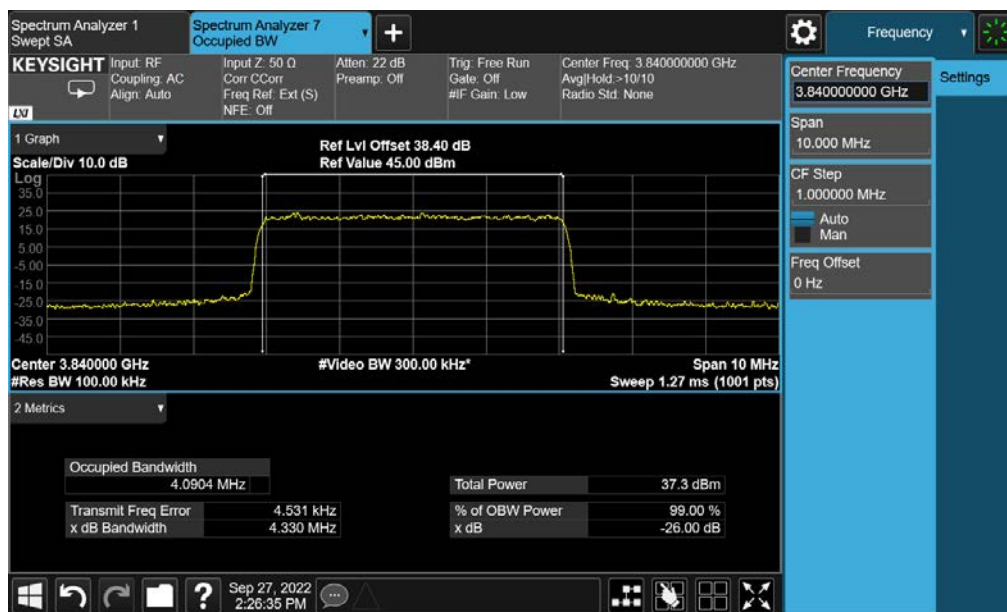 Spectrum Analyzer 1
Swept SA
Spectrum Analyzer 7
Occupied BW
+
Frequency
KEYSIGHT
LXI
Input: RF
Coupling: AC
Align: Auto
Input Z: 50 Ω
Corr CCorr
Freq Ref: Ext (S)
NFE: Off
Atten: 22 dB
Preamp: Off
Trig: Free Run
Gate: Off
#IF Gain: Low
Center Freq: 3.840000000 GHz
Avg|Hold:>10/10
Radio Std: None
Center Frequency
3.840000000 GHz
Settings
Span
10.000 MHz
CF Step
1.000000 MHz
Auto
Man
Freq Offset
0 Hz
1 Graph
Scale/Div 10.0 dB
Ref Lvl Offset 38.40 dB
Ref Value 45.00 dBm
Log
35.0
25.0
15.0
5.00
-5.00
-15.0
-25.0
-35.0
-45.0
Center 3.840000 GHz
#Video BW 300.00 kHz*
Span 10 MHz
#Res BW 100.00 kHz
Sweep 1.27 ms (1001 pts)
2 Metrics
Occupied Bandwidth
4.0904 MHz
Total Power 37.3 dBm
Transmit Freq Error 4.531 kHz
% of OBW Power 99.00 %
x dB Bandwidth 4.330 MHz
x dB -26.00 dB
?
Sep 27, 2022
2:26:35 PM